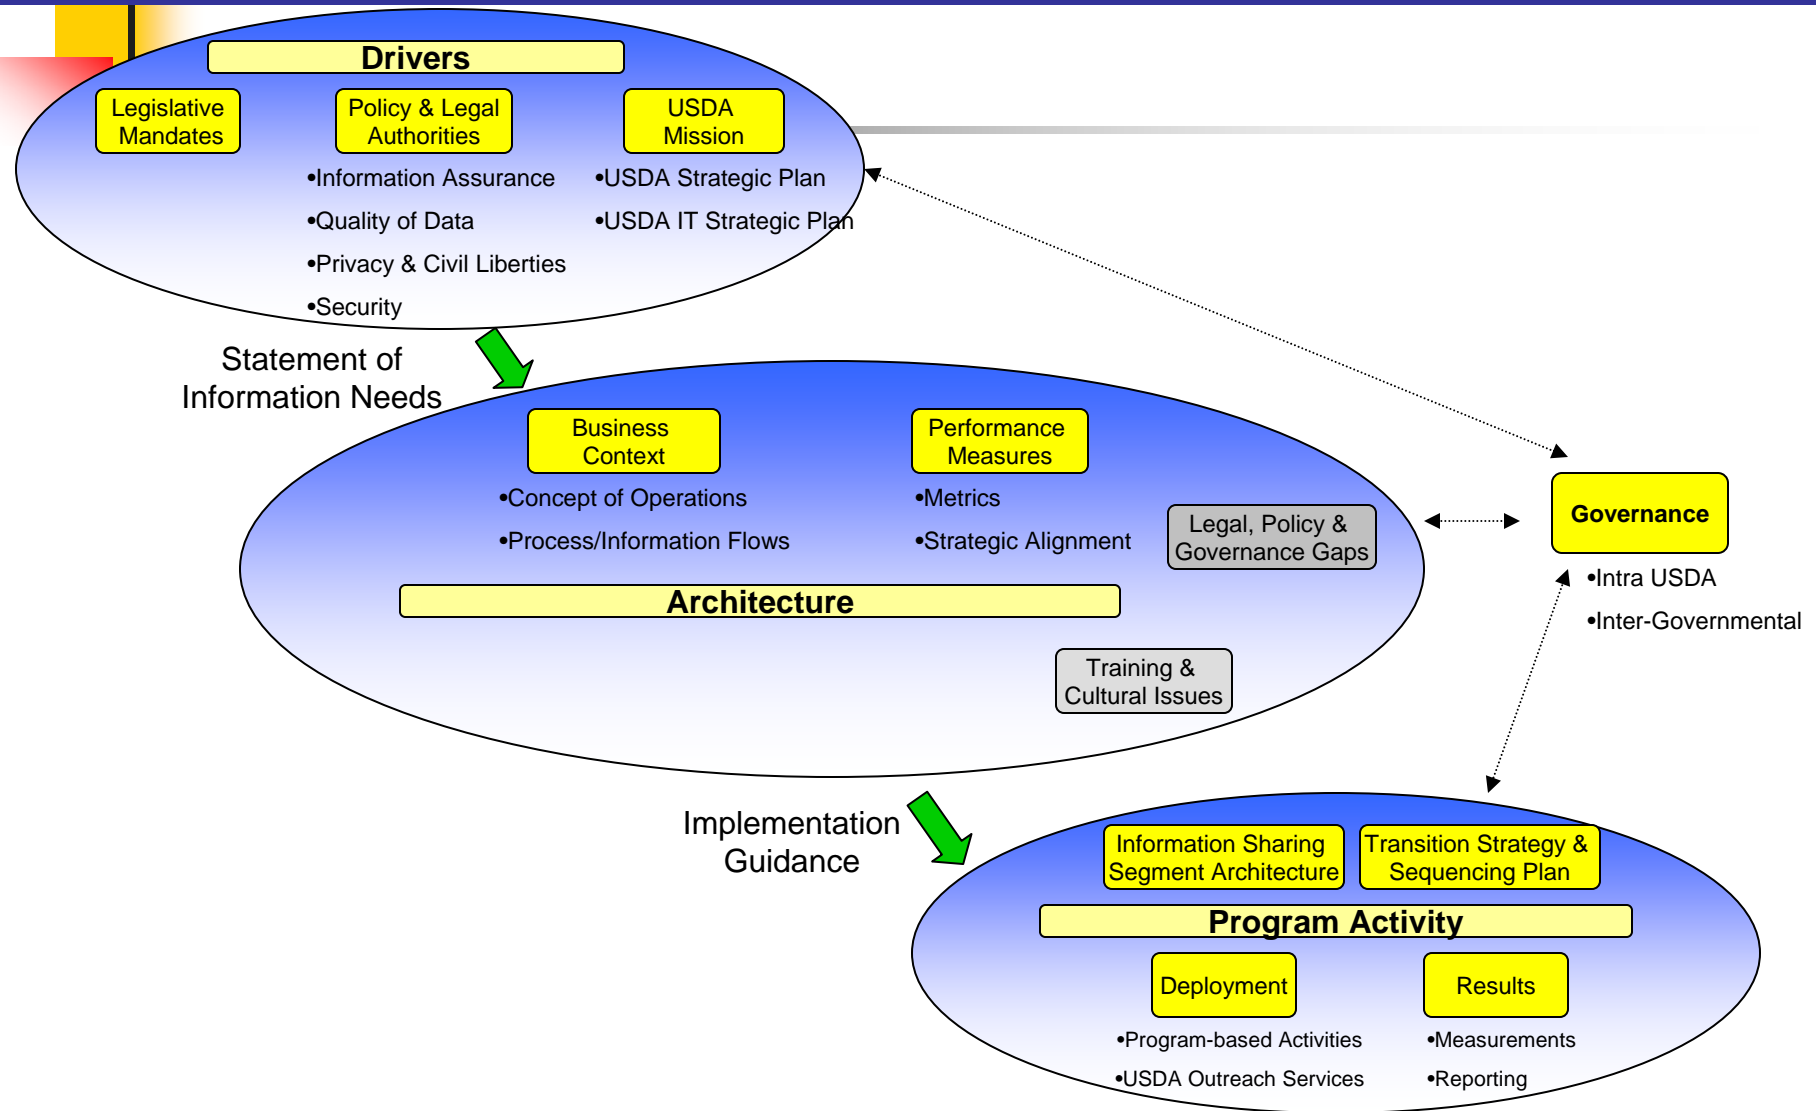 Drivers
Legislative
Mandates
Policy & Legal
Authorities
USDA
Mission
•Information Assurance
•Quality of Data
•Privacy & Civil Liberties
•Security
•USDA Strategic Plan
•USDA IT Strategic Plan
Statement of
Information Needs
Business
Context
•Concept of Operations
•Process/Information Flows
Performance
Measures
•Metrics
•Strategic Alignment
Legal, Policy &
Governance Gaps
Architecture
Training &
Cultural Issues
Governance
•Intra USDA
•Inter-Governmental
Implementation
Guidance
Information Sharing
Segment Architecture
Transition Strategy &
Sequencing Plan
Program Activity
Deployment
•Program-based Activities
•USDA Outreach Services
Results
•Measurements
•Reporting